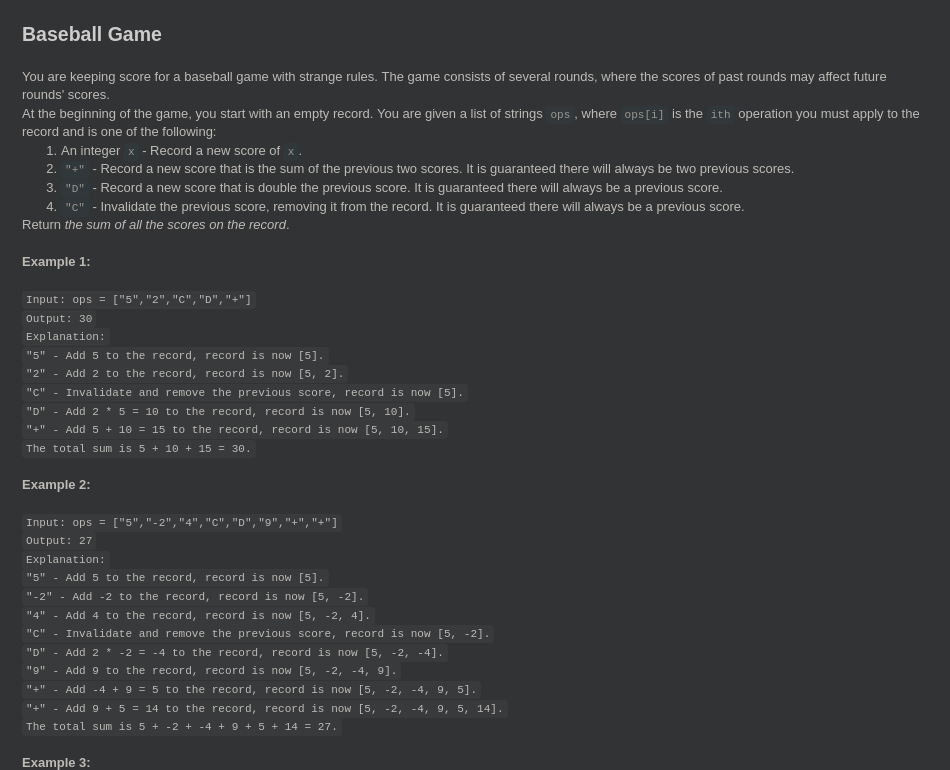 Baseball Game
You are keeping score for a baseball game with strange rules. The game consists of several rounds, where the scores of past rounds may affect future
rounds' scores.
At the beginning of the game, you start with an empty record. You are given a list of strings ops, where ops[i] is the ith operation you must apply to the
record and is one of the following:
1. An integer x - Record a new score of x.
2. "+" - Record a new score that is the sum of the previous two scores. It is guaranteed there will always be two previous scores.
3. "D" - Record a new score that is double the previous score. It is guaranteed there will always be a previous score.
4. "C" - Invalidate the previous score, removing it from the record. It is guaranteed there will always be a previous score.
Return the sum of all the scores on the record.
Example 1:
Input: ops = ["5","2","C","D","+"]
Output: 30
Explanation:
"5" - Add 5 to the record, record is now [5].
"2" - Add 2 to the record, record is now [5, 2].
"C" - Invalidate and remove the previous score, record is now [5].
"D" - Add 2 * 5 = 10 to the record, record is now [5, 10].
"+" - Add 5 + 10 = 15 to the record, record is now [5, 10, 15].
The total sum is 5 + 10 + 15 = 30.
Example 2:
Input: ops = ["5","-2","4","C","D","9","+","+"]
Output: 27
Explanation:
"5" - Add 5 to the record, record is now [5].
"-2" - Add -2 to the record, record is now [5, -2].
"4" - Add 4 to the record, record is now [5, -2, 4].
"C" - Invalidate and remove the previous score, record is now [5, -2].
"D" - Add 2 * -2 = -4 to the record, record is now [5, -2, -4].
"9" - Add 9 to the record, record is now [5, -2, -4, 9].
"+" - Add -4 + 9 = 5 to the record, record is now [5, -2, -4, 9, 5].
"+" - Add 9 + 5 = 14 to the record, record is now [5, -2, -4, 9, 5, 14].
The total sum is 5 + -2 + -4 + 9 + 5 + 14 = 27.
Example 3: